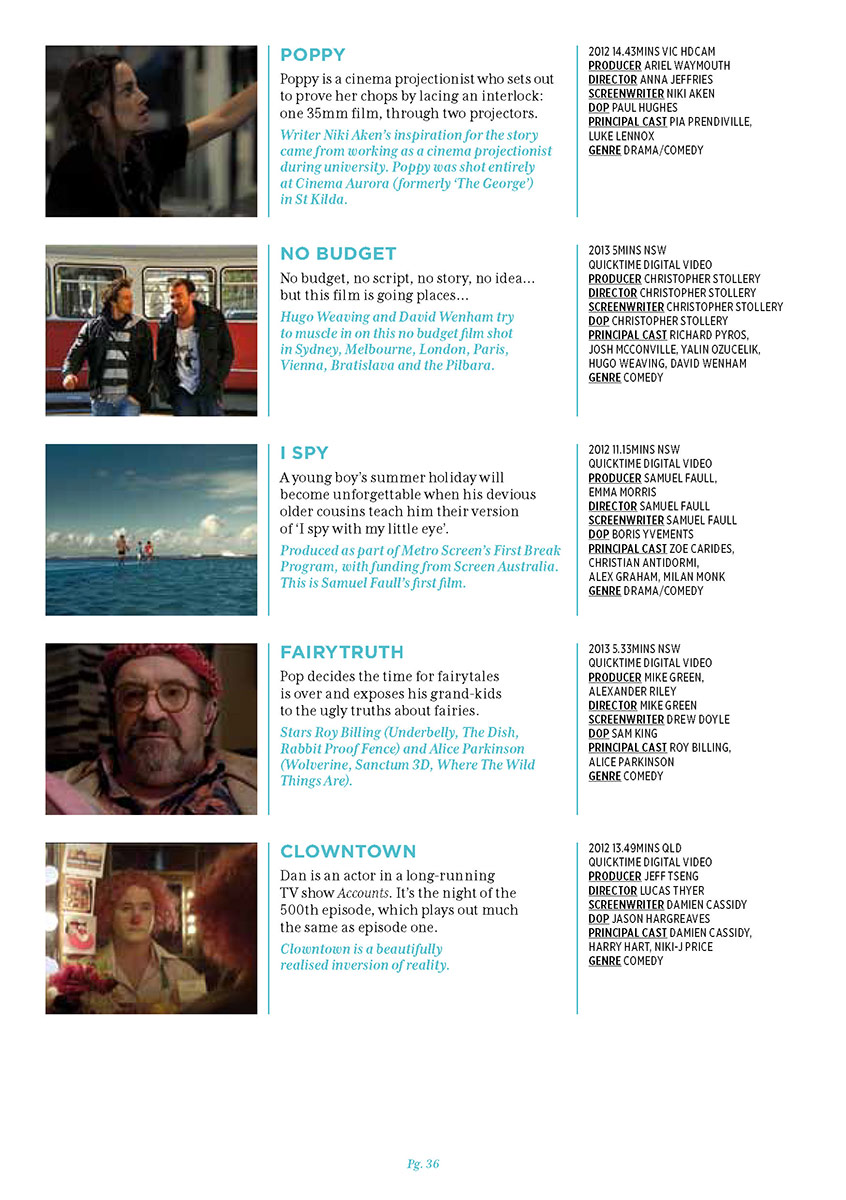 POPPY
Poppy is a cinema projectionist who sets out
to prove her chops by lacing an interlock:
one 35mm film, through two projectors.
Writer Niki Aken's inspiration for the story
came from working as a cinema projectionist
during university. Poppy was shot entirely
at Cinema Aurora (formerly 'The George')
in St Kilda.
2012 14.43MINS VIC HDCAM
PRODUCER ARIEL WAYMOUTH
DIRECTOR ANNA JEFFRIES
SCREENWRITER NIKI AKEN
DOP PAUL HUGHES
PRINCIPAL CAST PIA PRENDIVILLE,
LUKE LENNOX
GENRE DRAMA/COMEDY
NO BUDGET
No budget, no script, no story, no idea...
but this film is going places...
Hugo Weaving and David Wenham try
to muscle in on this no budget film shot
in Sydney, Melbourne, London, Paris,
Vienna, Bratislava and the Pilbara.
2013 5MINS NSW
QUICKTIME DIGITAL VIDEO
PRODUCER CHRISTOPHER STOLLERY
DIRECTOR CHRISTOPHER STOLLERY
SCREENWRITER CHRISTOPHER STOLLERY
DOP CHRISTOPHER STOLLERY
PRINCIPAL CAST RICHARD PYROS,
JOSH MCCONVILLE, YALIN OZUCELIK,
HUGO WEAVING, DAVID WENHAM
GENRE COMEDY
I SPY
A young boy's summer holiday will
become unforgettable when his devious
older cousins teach him their version
of 'I spy with my little eye'.
Produced as part of Metro Screen's First Break
Program, with funding from Screen Australia.
This is Samuel Faull's first film.
2012 11.15MINS NSW
QUICKTIME DIGITAL VIDEO
PRODUCER SAMUEL FAULL,
EMMA MORRIS
DIRECTOR SAMUEL FAULL
SCREENWRITER SAMUEL FAULL
DOP BORIS YVEMENTS
PRINCIPAL CAST ZOE CARIDES,
CHRISTIAN ANTIDORMI,
ALEX GRAHAM, MILAN MONK
GENRE DRAMA/COMEDY
FAIRYTRUTH
Pop decides the time for fairytales
is over and exposes his grand-kids
to the ugly truths about fairies.
Stars Roy Billing (Underbelly, The Dish,
Rabbit Proof Fence) and Alice Parkinson
(Wolverine, Sanctum 3D, Where The Wild
Things Are).
2013 5.33MINS NSW
QUICKTIME DIGITAL VIDEO
PRODUCER MIKE GREEN,
ALEXANDER RILEY
DIRECTOR MIKE GREEN
SCREENWRITER DREW DOYLE
DOP SAM KING
PRINCIPAL CAST ROY BILLING,
ALICE PARKINSON
GENRE COMEDY
CLOWNTOWN
Dan is an actor in a long-running
TV show Accounts. It's the night of the
500th episode, which plays out much
the same as episode one.
Clowntown is a beautifully
realised inversion of reality.
2012 13.49MINS QLD
QUICKTIME DIGITAL VIDEO
PRODUCER JEFF TSENG
DIRECTOR LUCAS THYER
SCREENWRITER DAMIEN CASSIDY
DOP JASON HARGREAVES
PRINCIPAL CAST DAMIEN CASSIDY,
HARRY HART, NIKI-J PRICE
GENRE COMEDY
Pg. 36